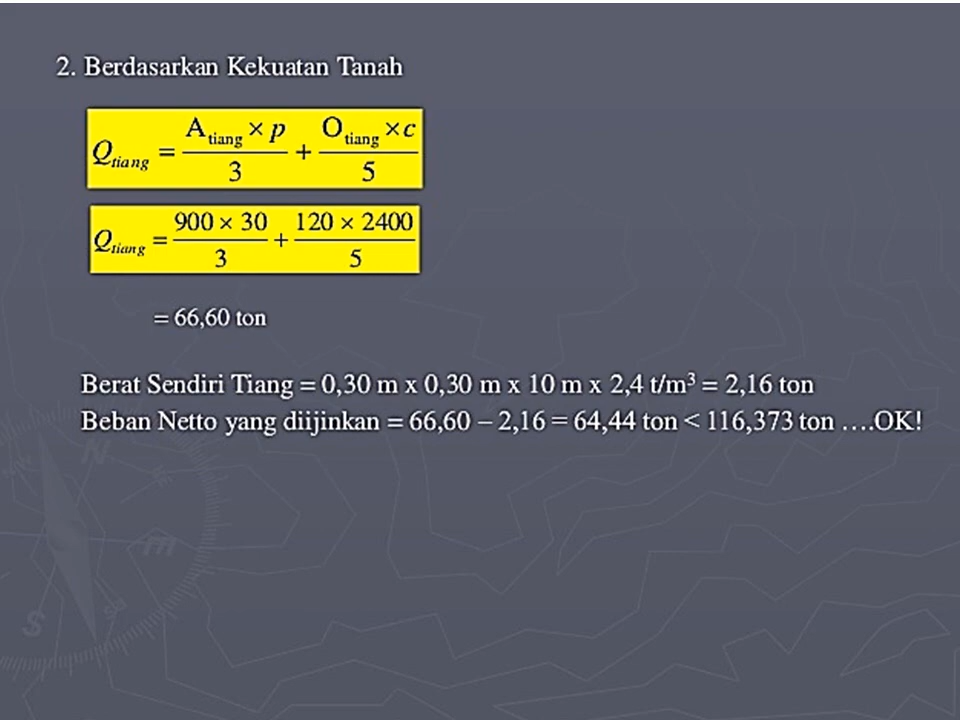 2. Berdasarkan Kekuatan Tanah
Q_tiang = (A_tiang × p)/3 + (O_tiang × c)/5
Q_tiang = (900 × 30)/3 + (120 × 2400)/5
= 66,60 ton
Berat Sendiri Tiang = 0,30 m x 0,30 m x 10 m x 2,4 t/m³ = 2,16 ton
Beban Netto yang diijinkan = 66,60 – 2,16 = 64,44 ton < 116,373 ton ….OK!
N
m
S